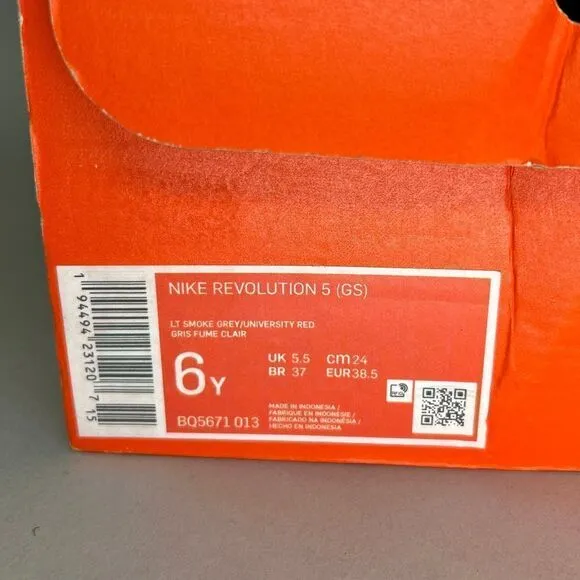 1 94494 23120 7 15
NIKE REVOLUTION 5 (GS)
LT SMOKE GREY/UNIVERSITY RED
GRIS FUME CLAIR
6Y
UK 5.5 cm 24
BR 37 EUR 38.5
BQ5671 013
MADE IN INDONESIA /
FABRIQUE EN INDONESIE /
FABRICADO NA INDONÉSIA /
HECHO EN INDONESIA